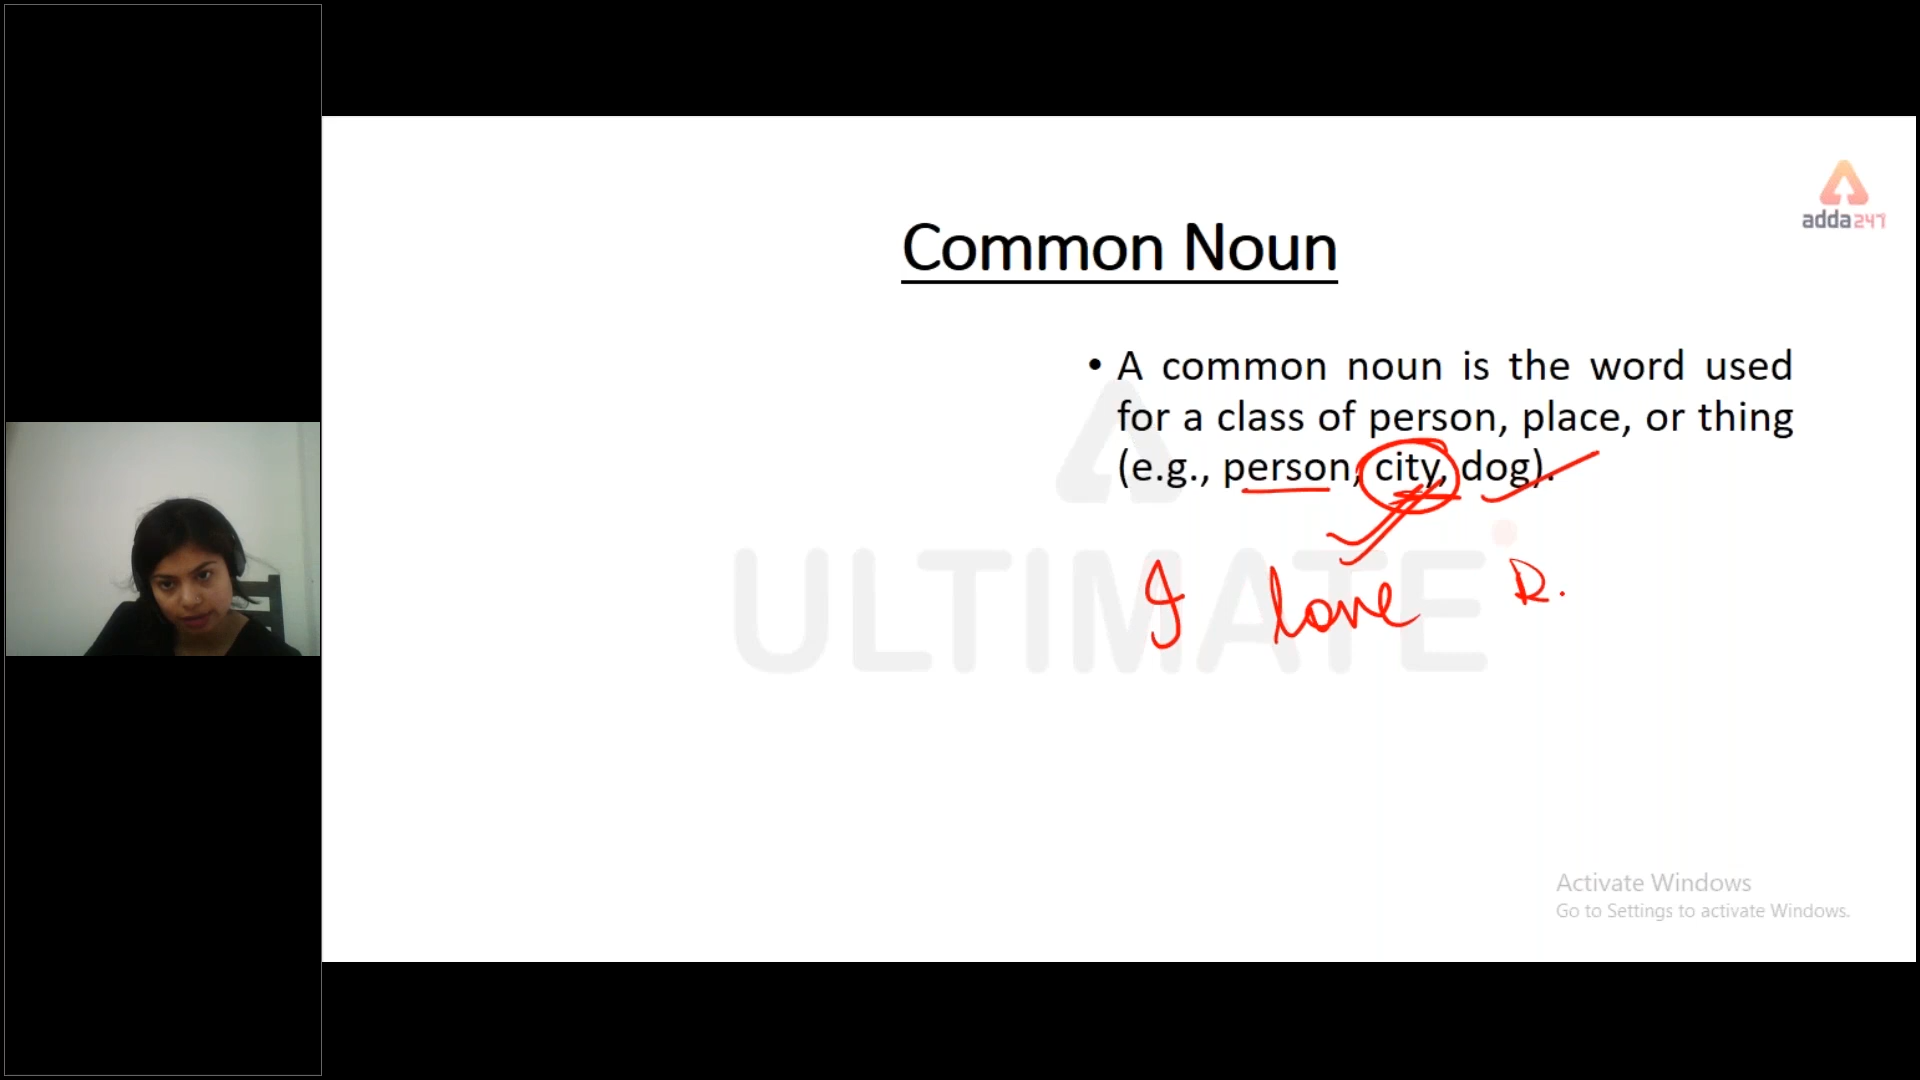 adda247
Common Noun
• A common noun is the word used
for a class of person, place, or thing
(e.g., person, city, dog).
I love D.
ULTIMATE
Activate Windows
Go to Settings to activate Windows.